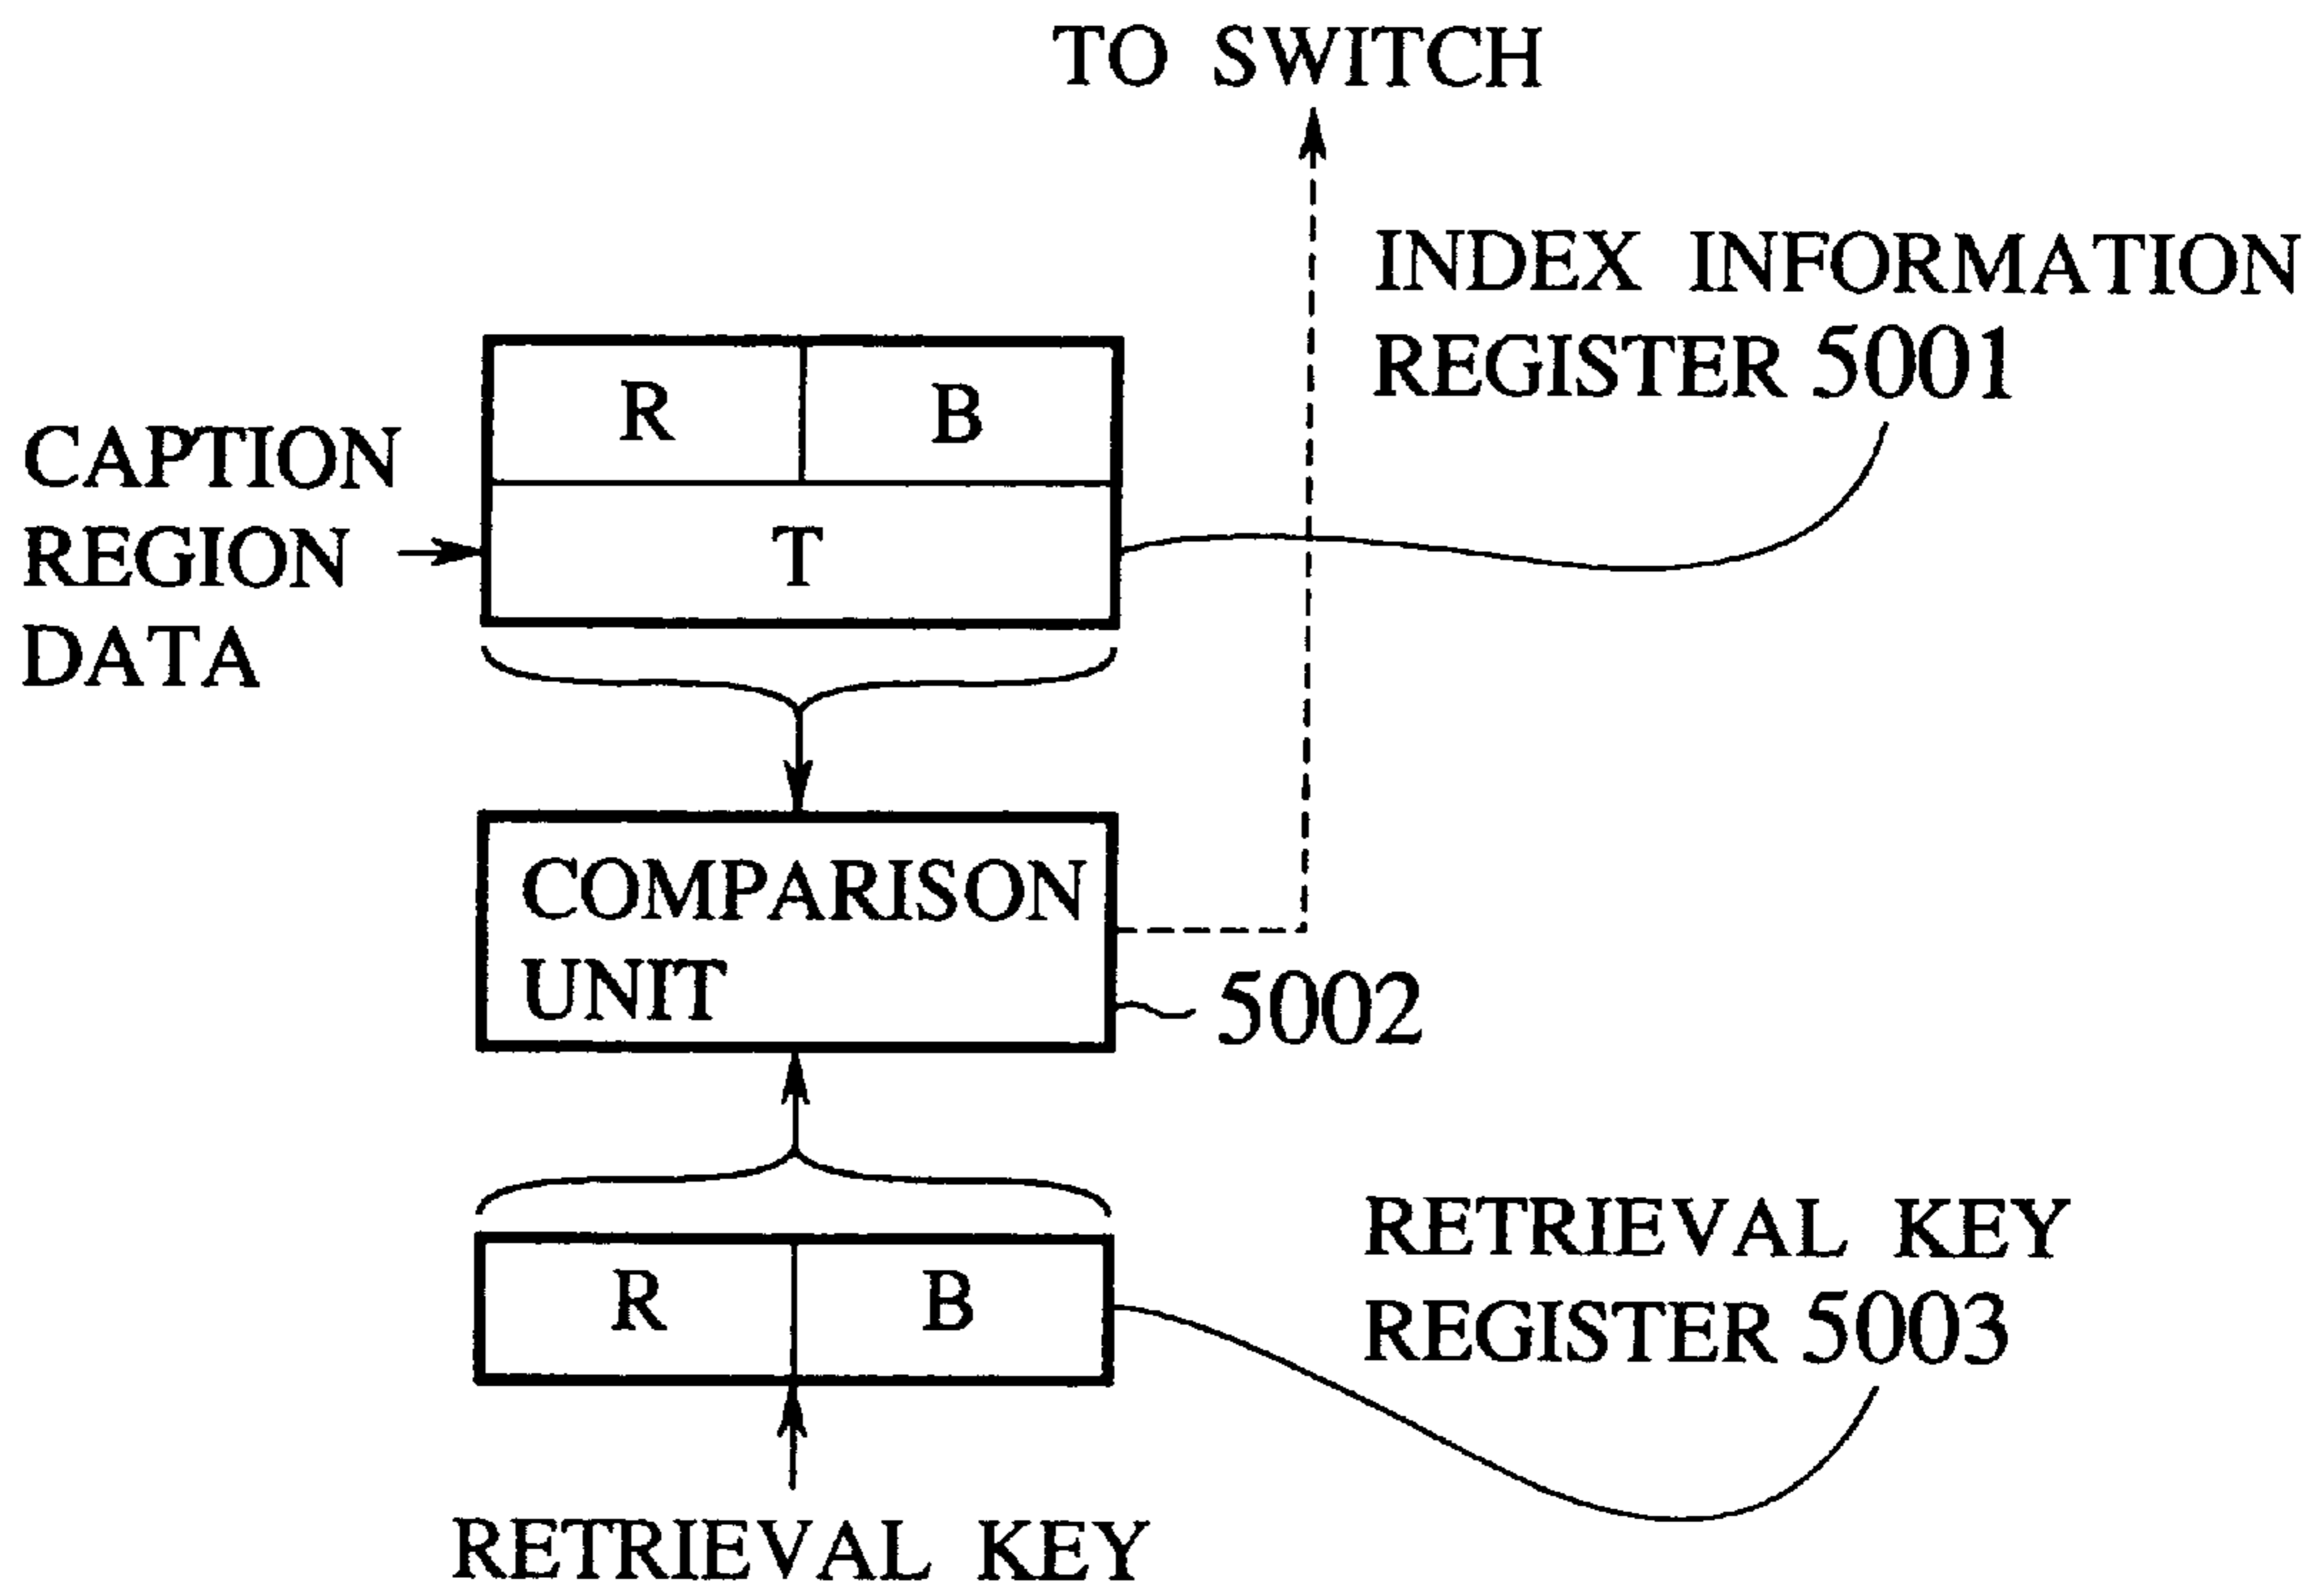 TO SWITCH
INDEX INFORMATION
REGISTER 5001
R B
CAPTION
REGION
DATA
T
COMPARISON
UNIT
5002
RETRIEVAL KEY
REGISTER 5003
R B
RETRIEVAL KEY